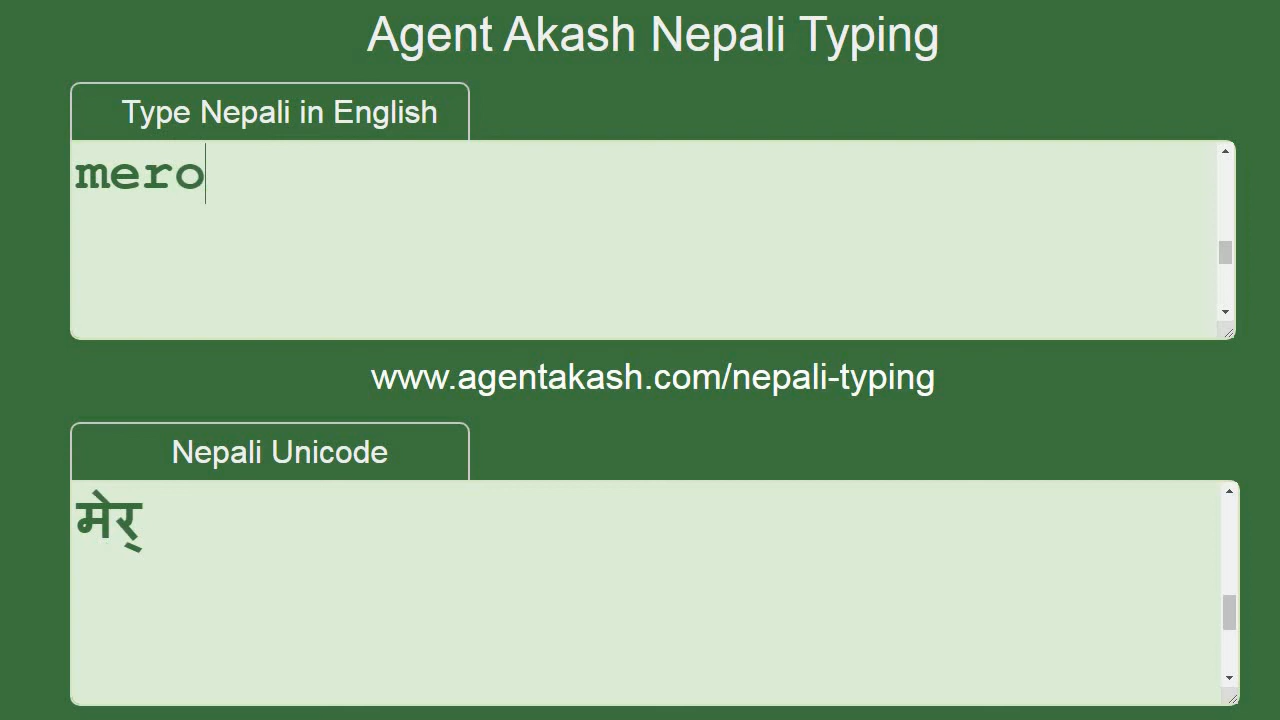 Agent Akash Nepali Typing
Type Nepali in English
mero
www.agentakash.com/nepali-typing
Nepali Unicode
मेर्